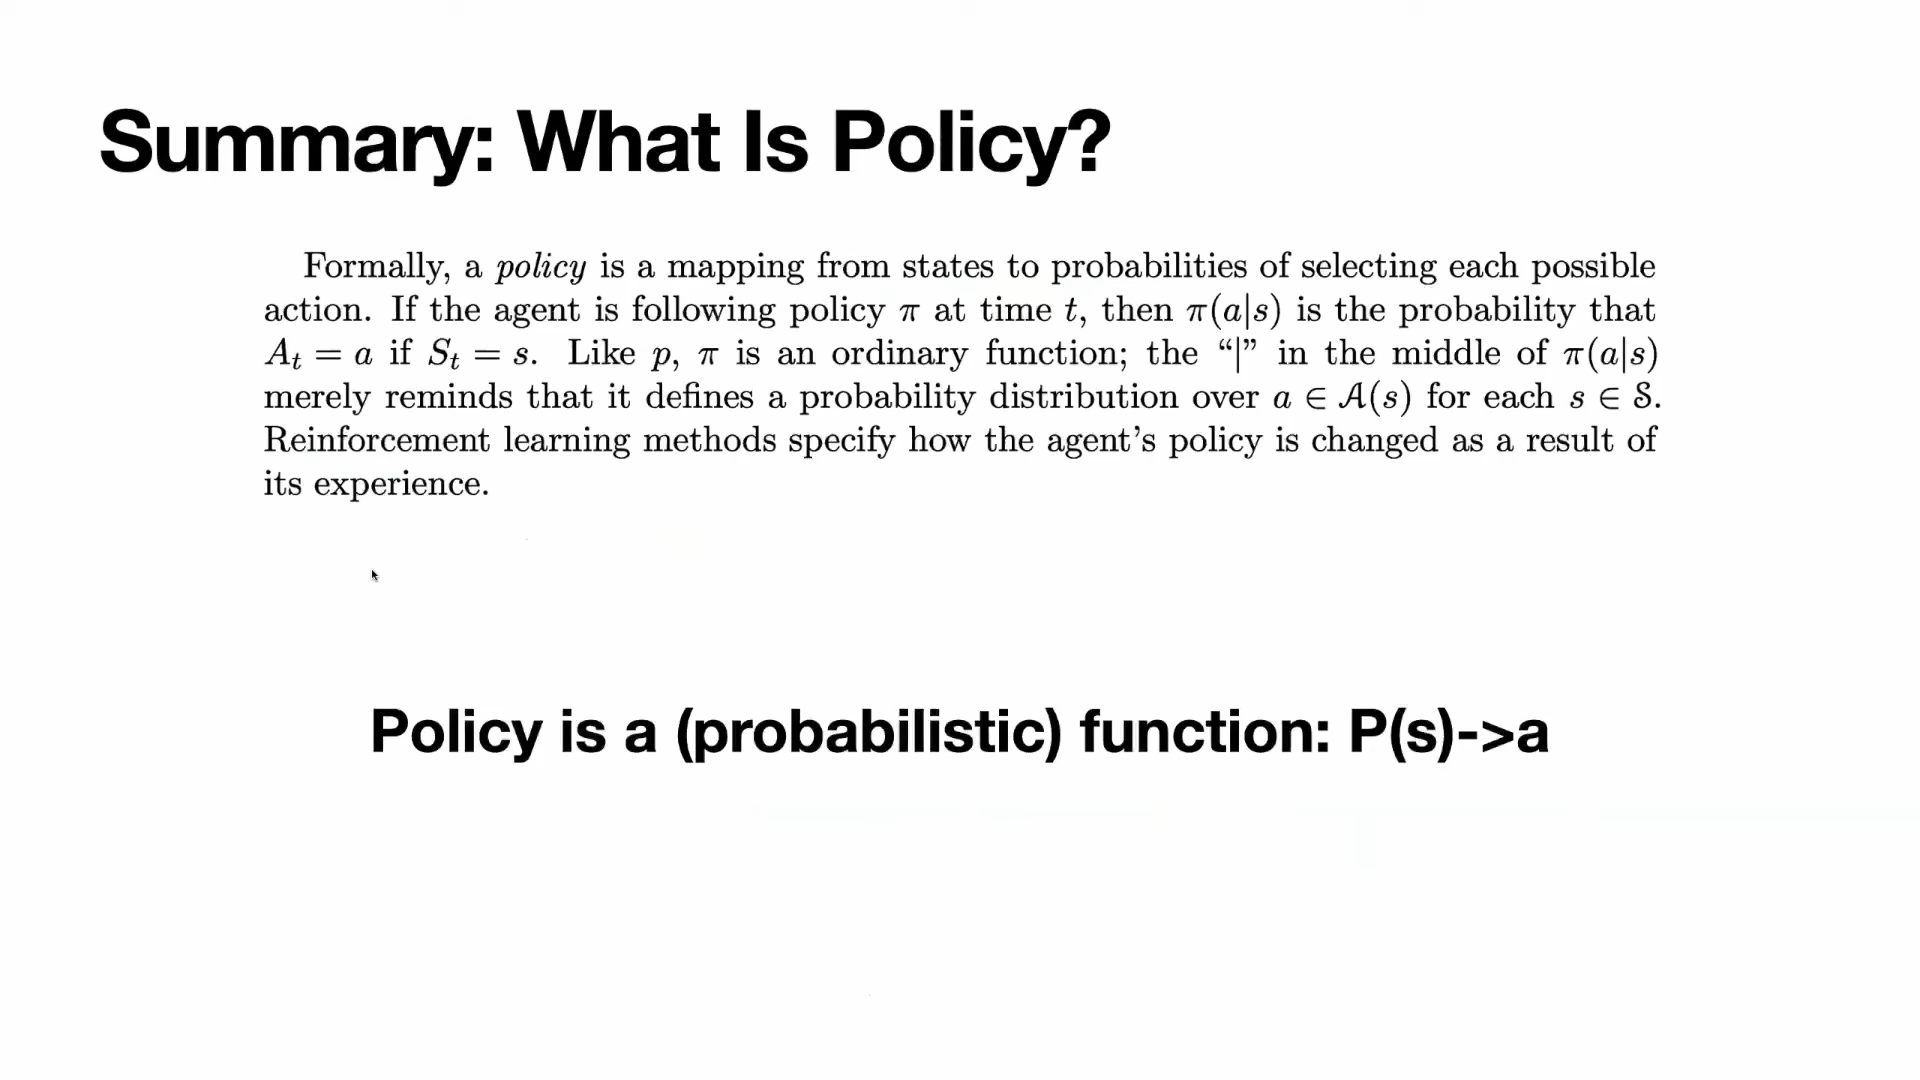 Summary: What Is Policy?
Formally, a policy is a mapping from states to probabilities of selecting each possible
action. If the agent is following policy π at time t, then π(a|s) is the probability that
Aₜ = a if Sₜ = s. Like p, π is an ordinary function; the “|” in the middle of π(a|s)
merely reminds that it defines a probability distribution over a ∈ 𝒜(s) for each s ∈ 𝒮.
Reinforcement learning methods specify how the agent’s policy is changed as a result of
its experience.
Policy is a (probabilistic) function: P(s)->a